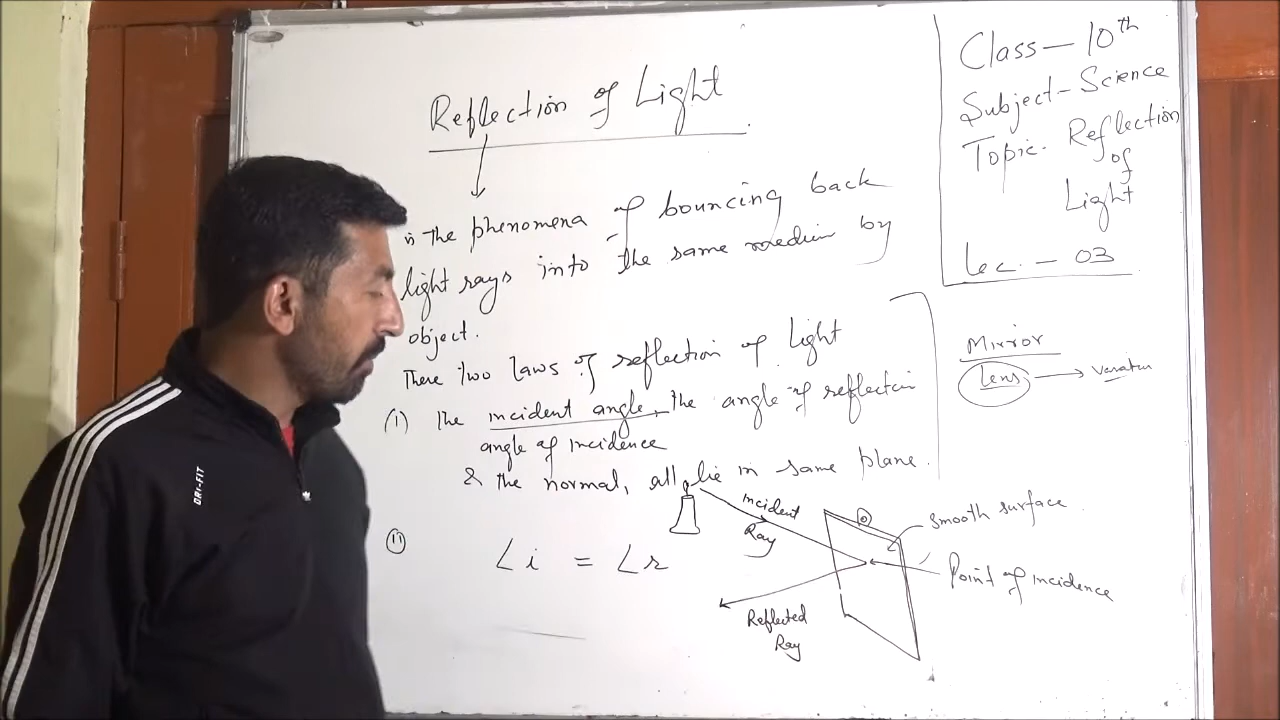 Reflection of Light
is the phenomena of bouncing back
light rays into the same medium by
object.
There two laws of reflection of light
(1) The incident angle, the angle of reflection
angle of incidence
& the normal, all lie in same plane.
(ii) ∠i = ∠r
Incident
Ray
Reflected
Ray
smooth surface
Point of incidence
Class - 10th
Subject - Science
Topic. Reflection
of
Light
Lec. - 03
Mirror
Lens →
DRI-FIT